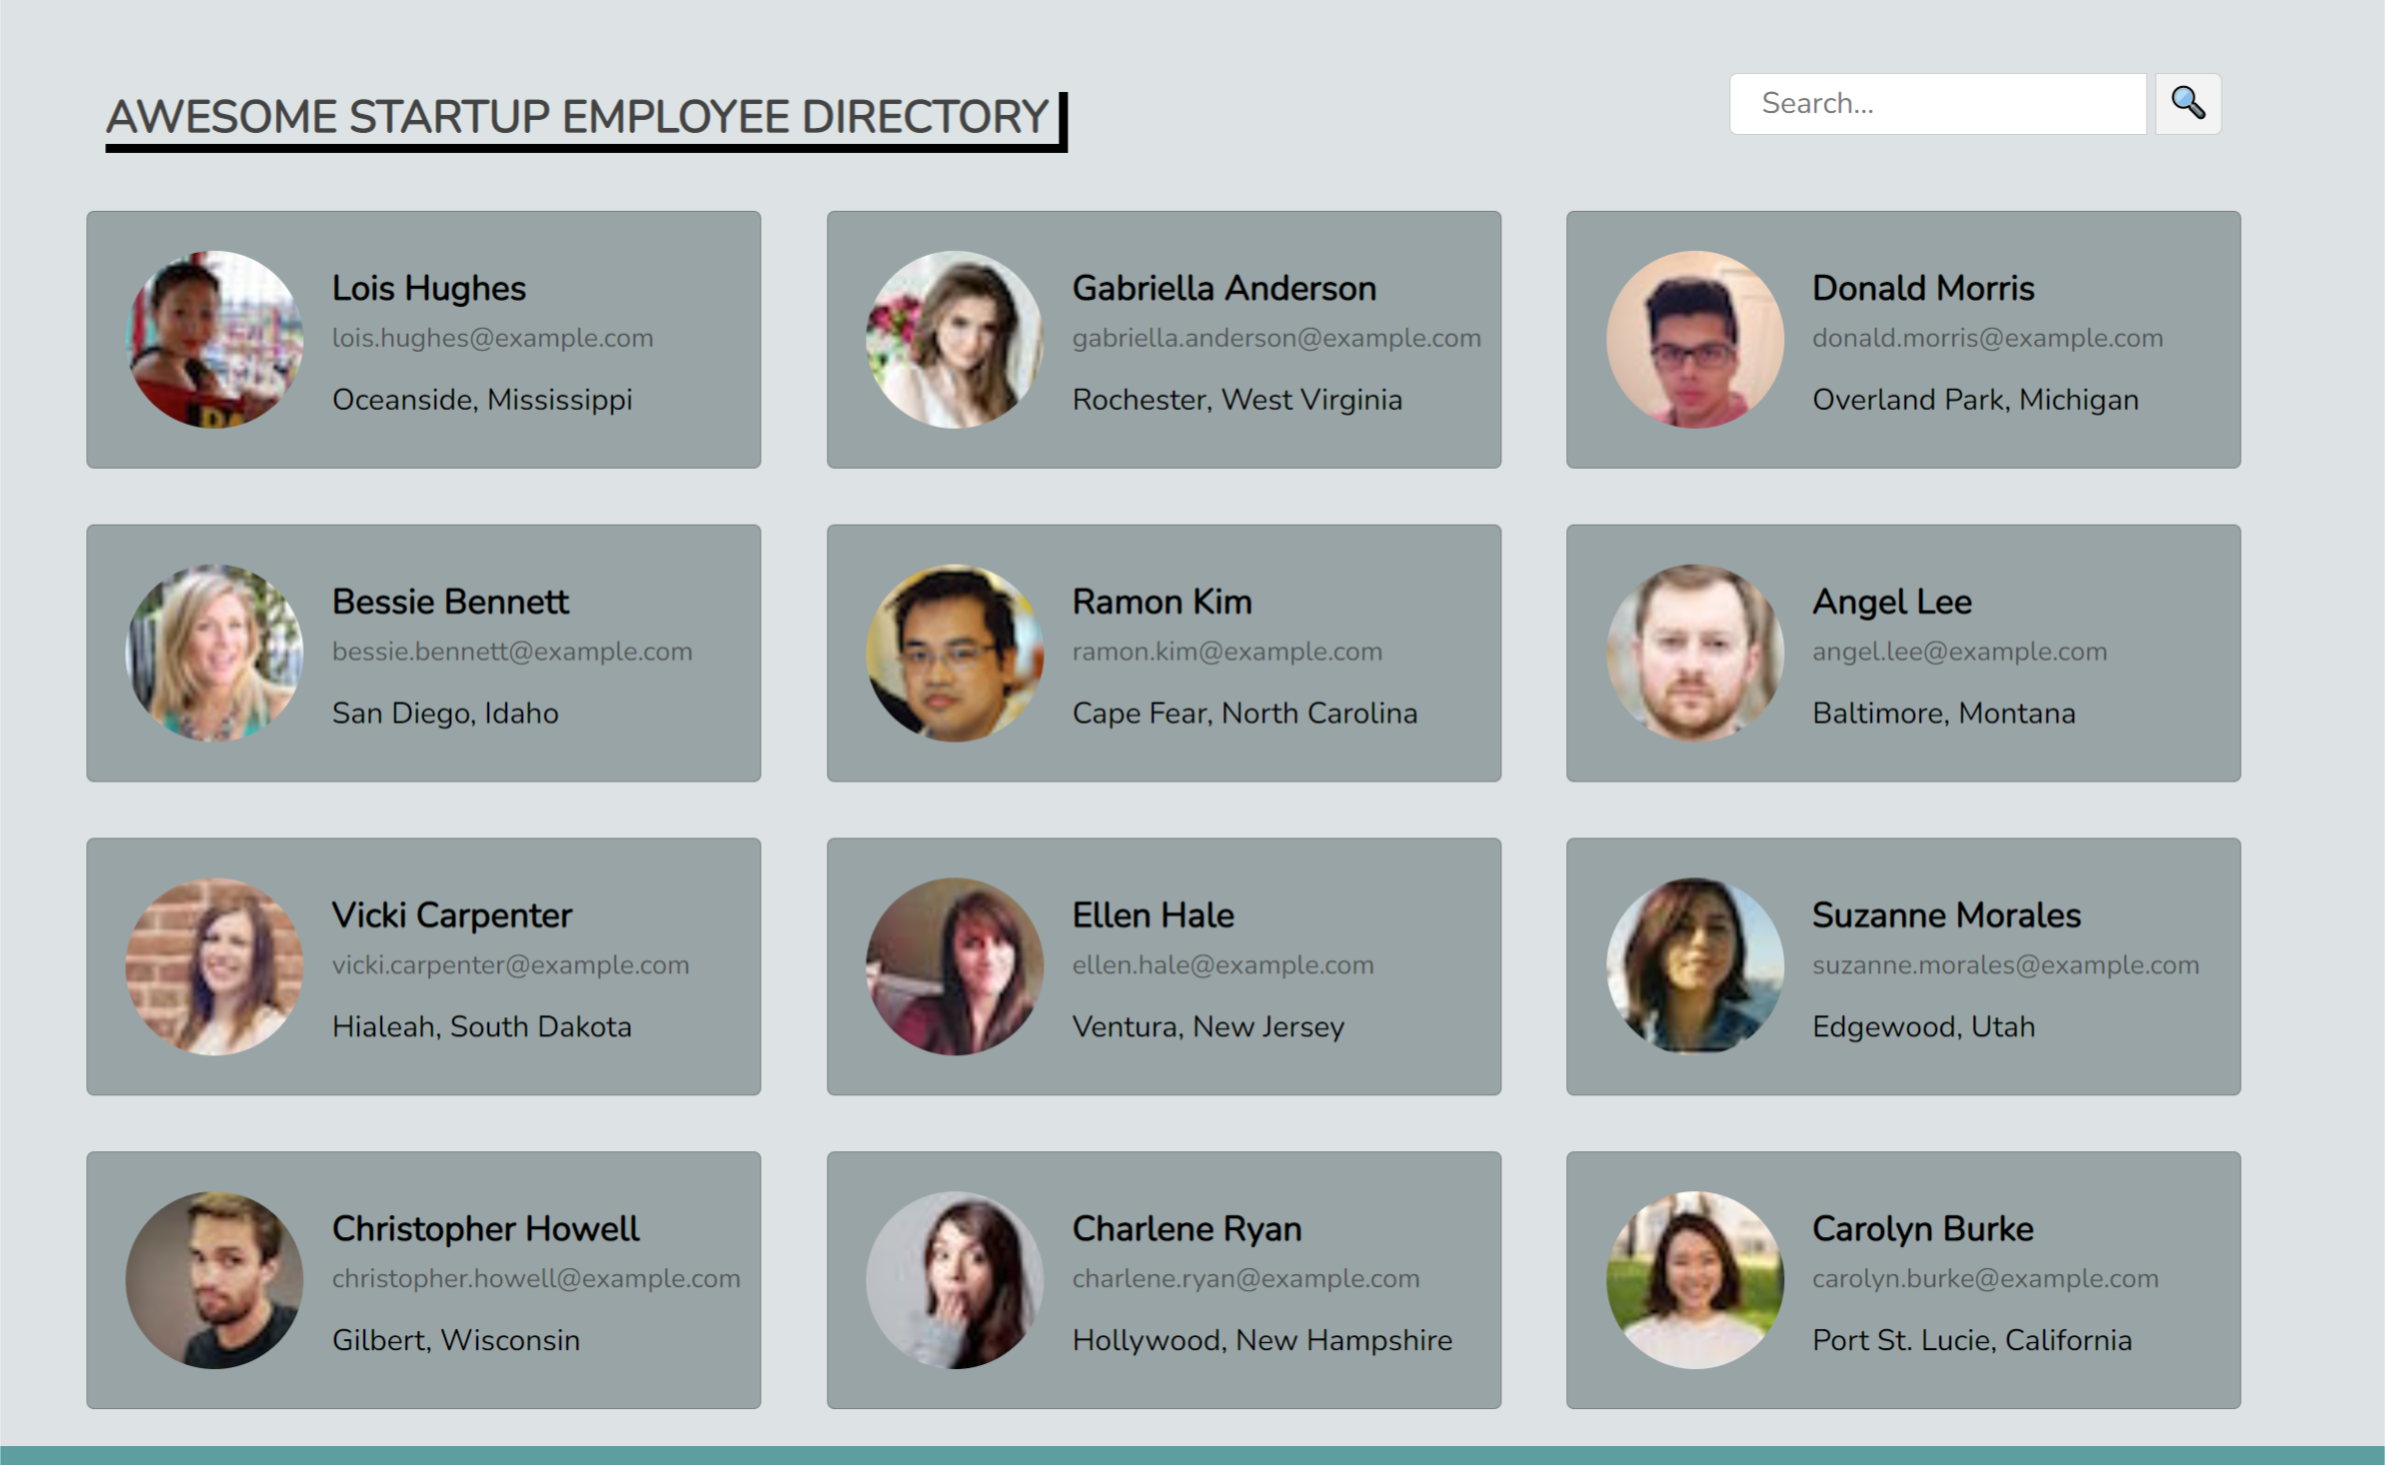 AWESOME STARTUP EMPLOYEE DIRECTORY
Search...
Lois Hughes
lois.hughes@example.com
Oceanside, Mississippi
Gabriella Anderson
gabriella.anderson@example.com
Rochester, West Virginia
Donald Morris
donald.morris@example.com
Overland Park, Michigan
Bessie Bennett
bessie.bennett@example.com
San Diego, Idaho
Ramon Kim
ramon.kim@example.com
Cape Fear, North Carolina
Angel Lee
angel.lee@example.com
Baltimore, Montana
Vicki Carpenter
vicki.carpenter@example.com
Hialeah, South Dakota
Ellen Hale
ellen.hale@example.com
Ventura, New Jersey
Suzanne Morales
suzanne.morales@example.com
Edgewood, Utah
Christopher Howell
christopher.howell@example.com
Gilbert, Wisconsin
Charlene Ryan
charlene.ryan@example.com
Hollywood, New Hampshire
Carolyn Burke
carolyn.burke@example.com
Port St. Lucie, California